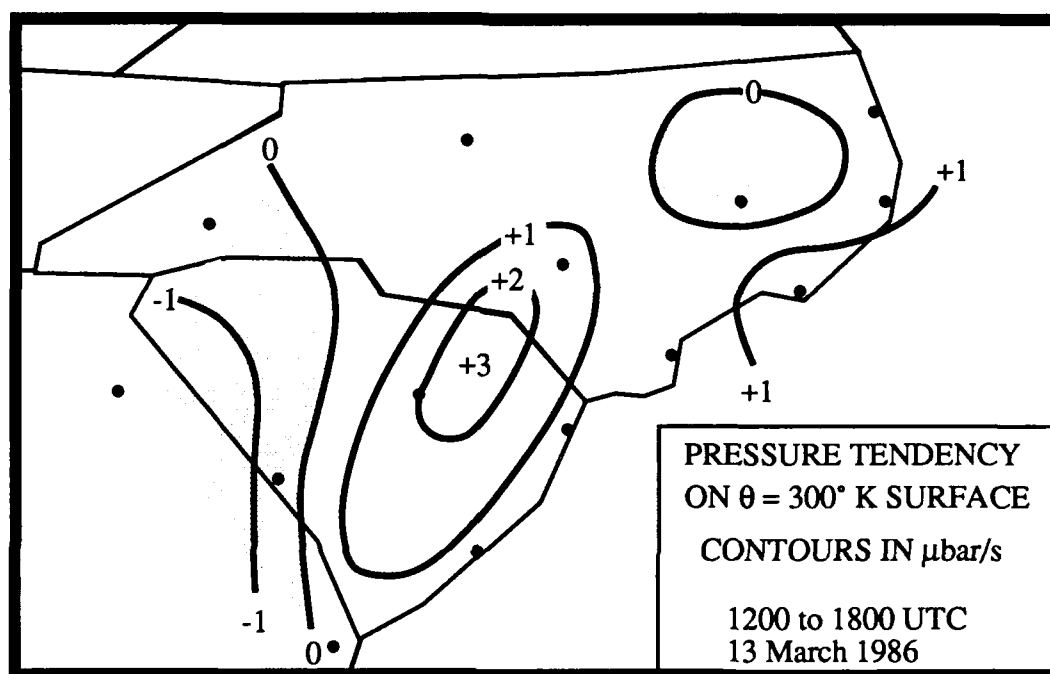 0
0
+1
+1
+2
-1
+3
+1
-1
0
PRESSURE TENDENCY
ON θ = 300° K SURFACE
CONTOURS IN μbar/s
1200 to 1800 UTC
13 March 1986